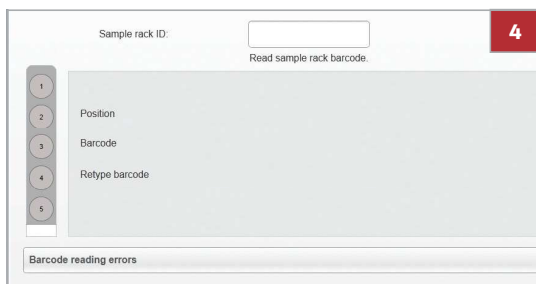 Sample rack ID:
4
Read sample rack barcode.
1
2
Position
3
Barcode
4
Retype barcode
5
Barcode reading errors